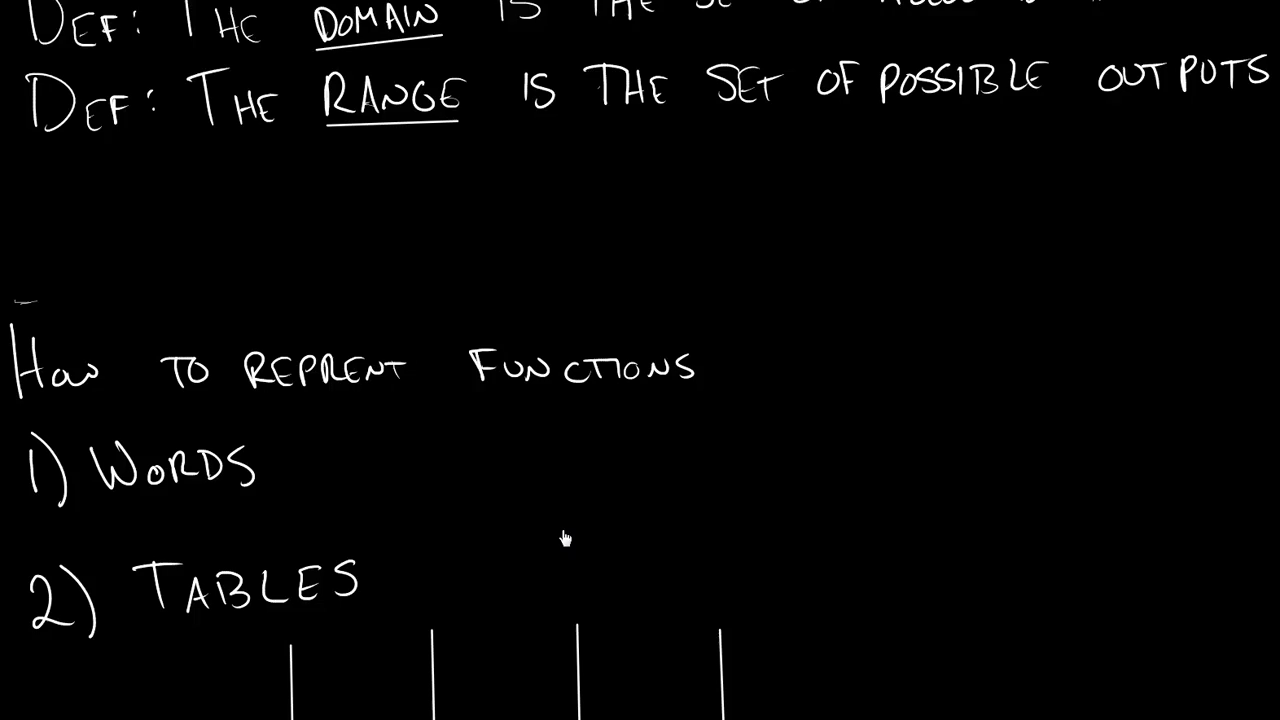 DEF: THE DOMAIN IS THE
DEF: THE RANGE IS THE SET OF POSSIBLE OUTPUTS
HOW TO REPRENT FUNCTIONS
1) WORDS
2) TABLES